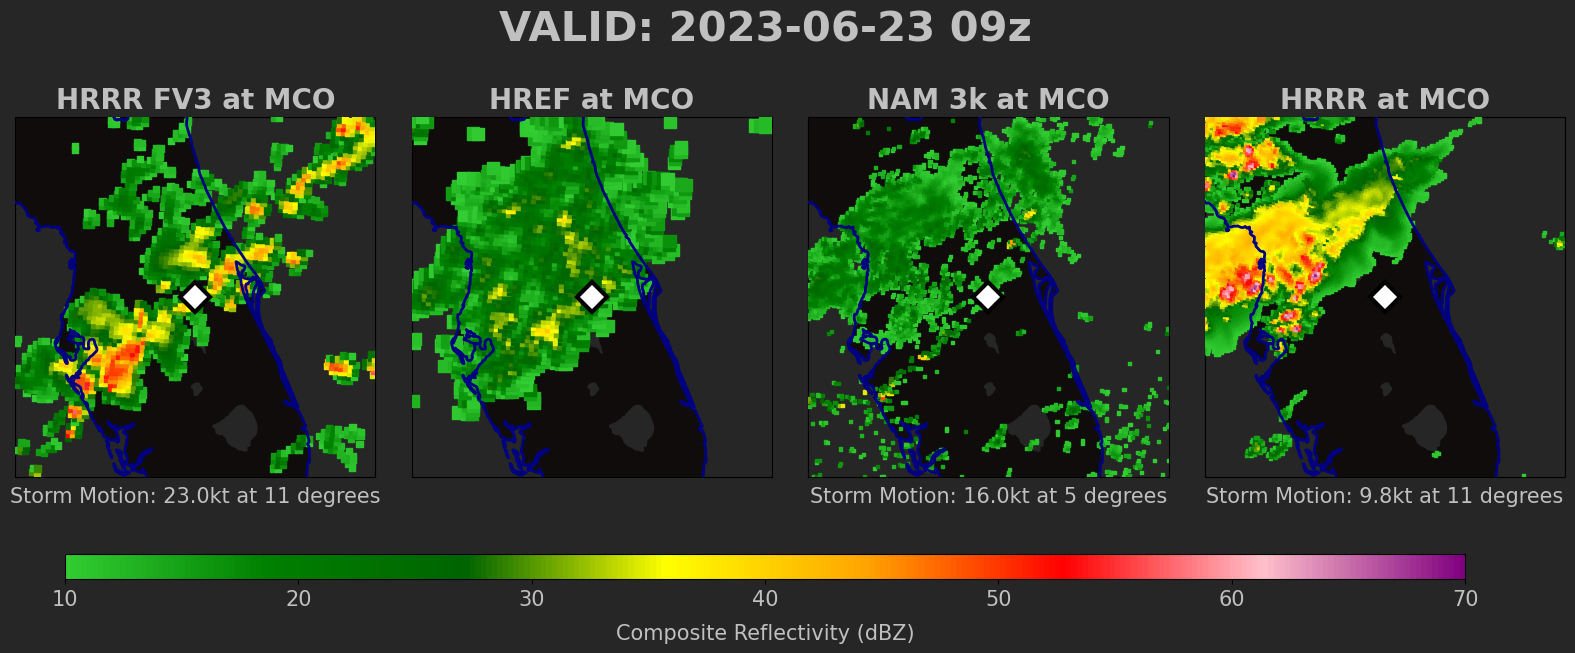 VALID: 2023-06-23 09z
HRRR FV3 at MCO
HREF at MCO
NAM 3k at MCO
HRRR at MCO
Storm Motion: 23.0kt at 11 degrees
Storm Motion: 16.0kt at 5 degrees
Storm Motion: 9.8kt at 11 degrees
10 20 30 40 50 60 70
Composite Reflectivity (dBZ)